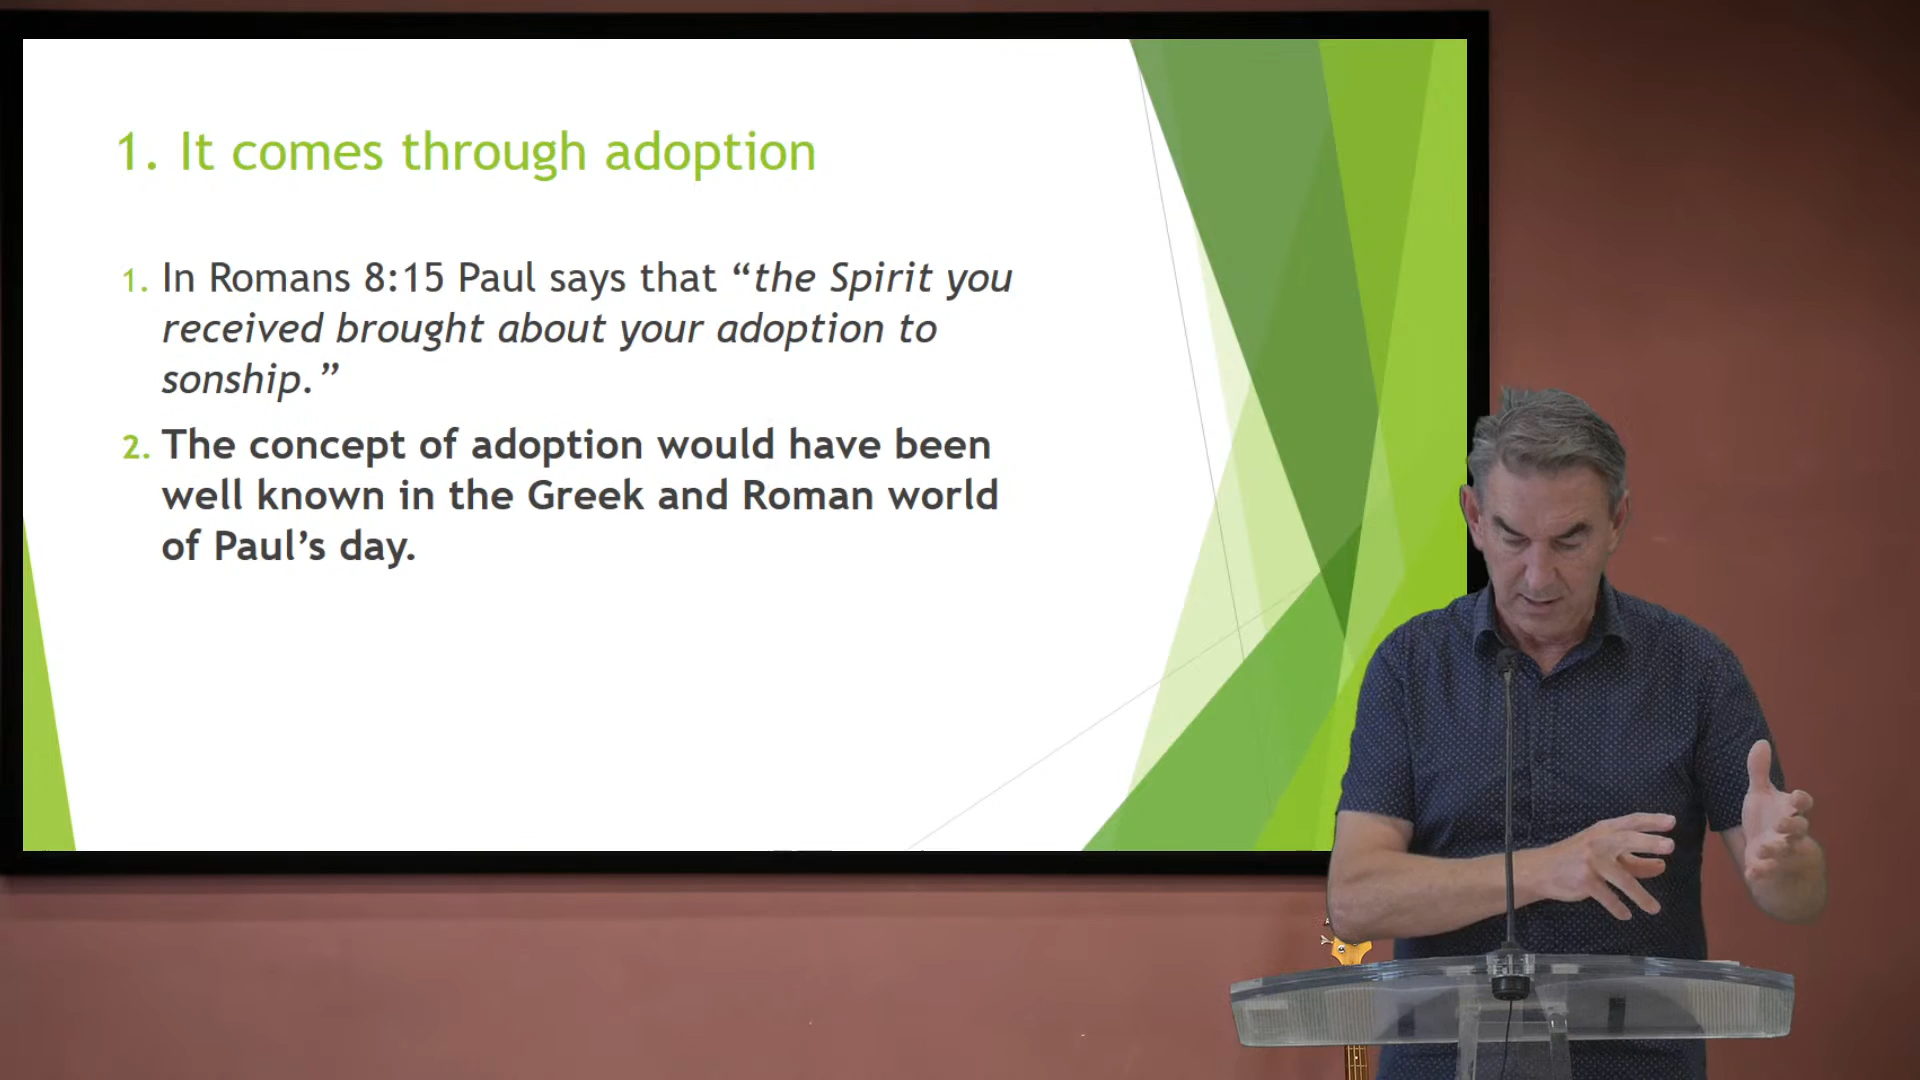 1. It comes through adoption
1. In Romans 8:15 Paul says that “the Spirit you
received brought about your adoption to
sonship.”
2. The concept of adoption would have been
well known in the Greek and Roman world
of Paul’s day.